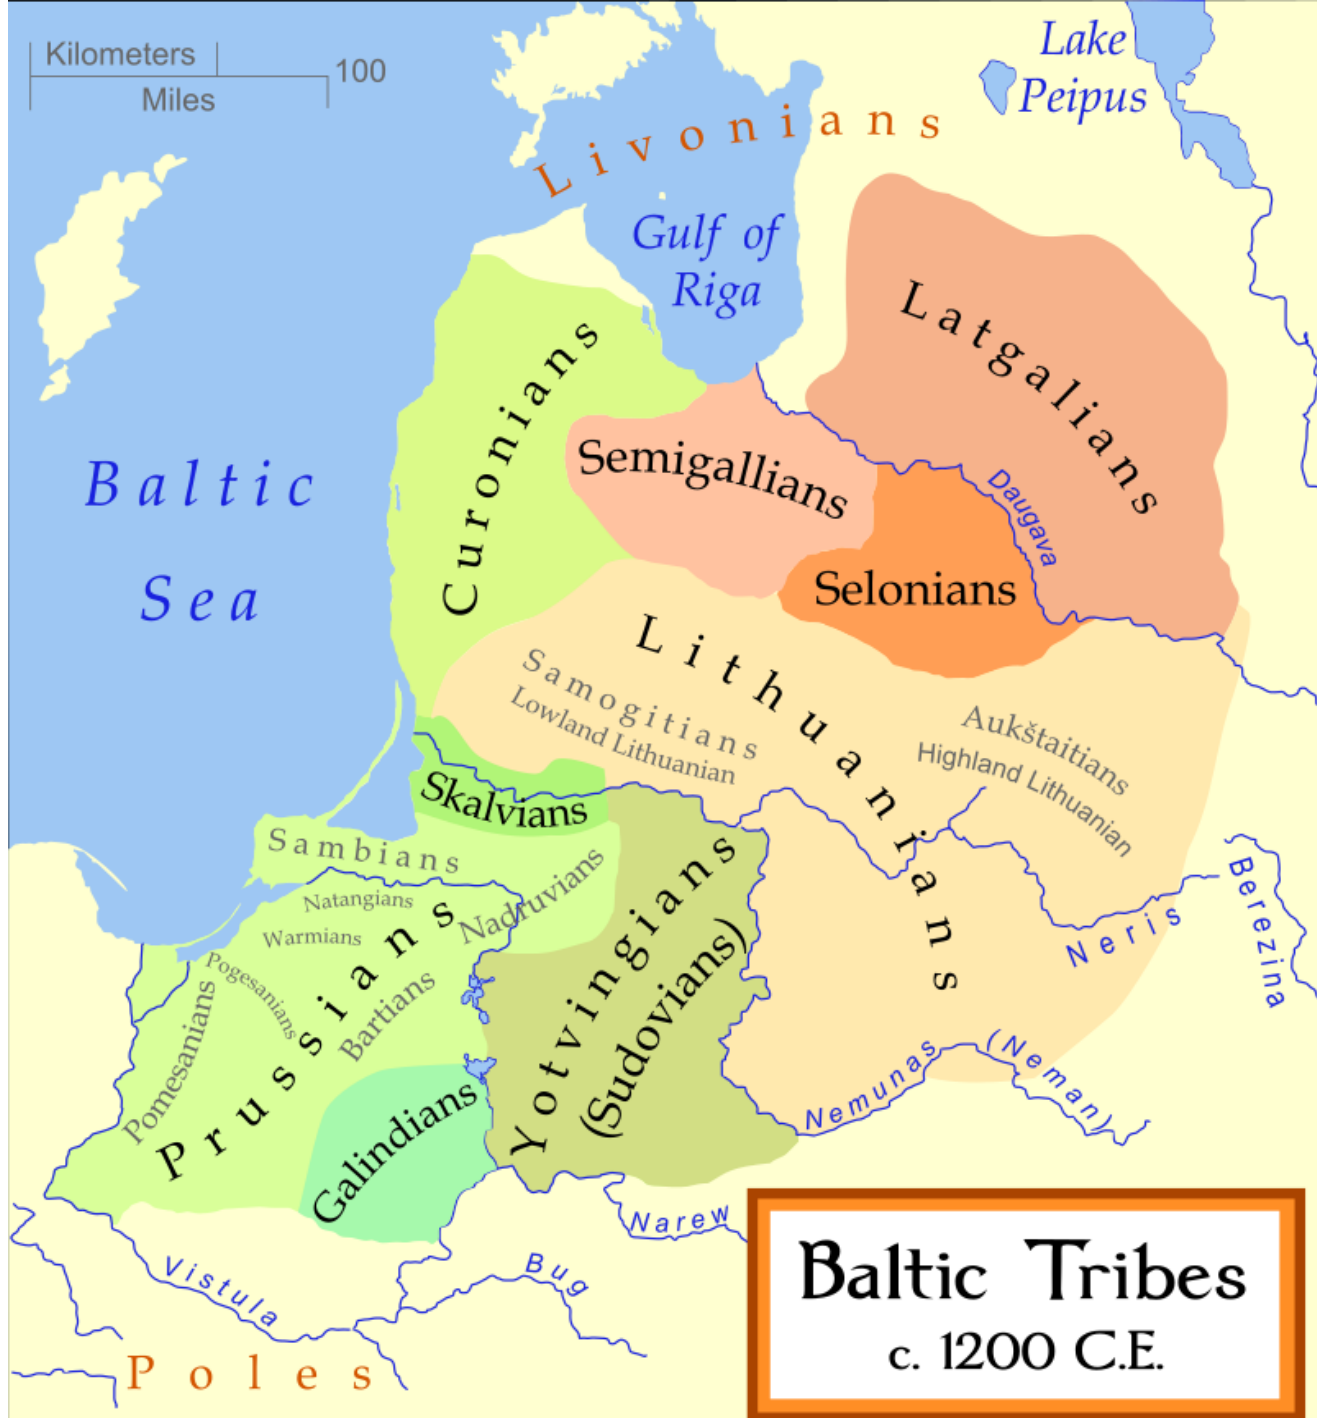 Kilometers
100
Miles
Lake
Peipus
Livonians
Gulf of
Riga
Latgalians
Curonians
Semigallians
Baltic
Sea
Daugava
Selonians
Lithuanians
Samogitians
Lowland Lithuanian
Aukštaitians
Highland Lithuanian
Skalvians
Sambians
Nadruvians
Natangians
Warmians
Pogesanians
Pomesanians
Bartians
Prussians
Yotvingians
(Sudovians)
Neris
Berezina
Galindians
Nemunas
(Neman)
Narew
Bug
Vistula
Poles
Baltic Tribes
c. 1200 C.E.